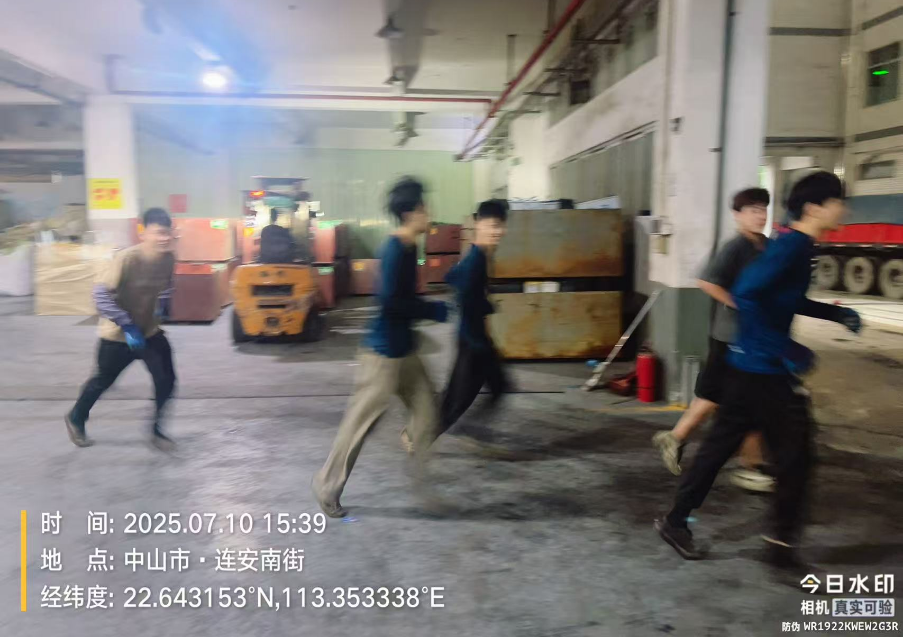 时 间: 2025.07.10 15:39
地 点: 中山市·连安南街
经纬度: 22.643153°N,113.353338°E
今日水印
相机 真实可验
防伪 WR1922KWEW2G3R